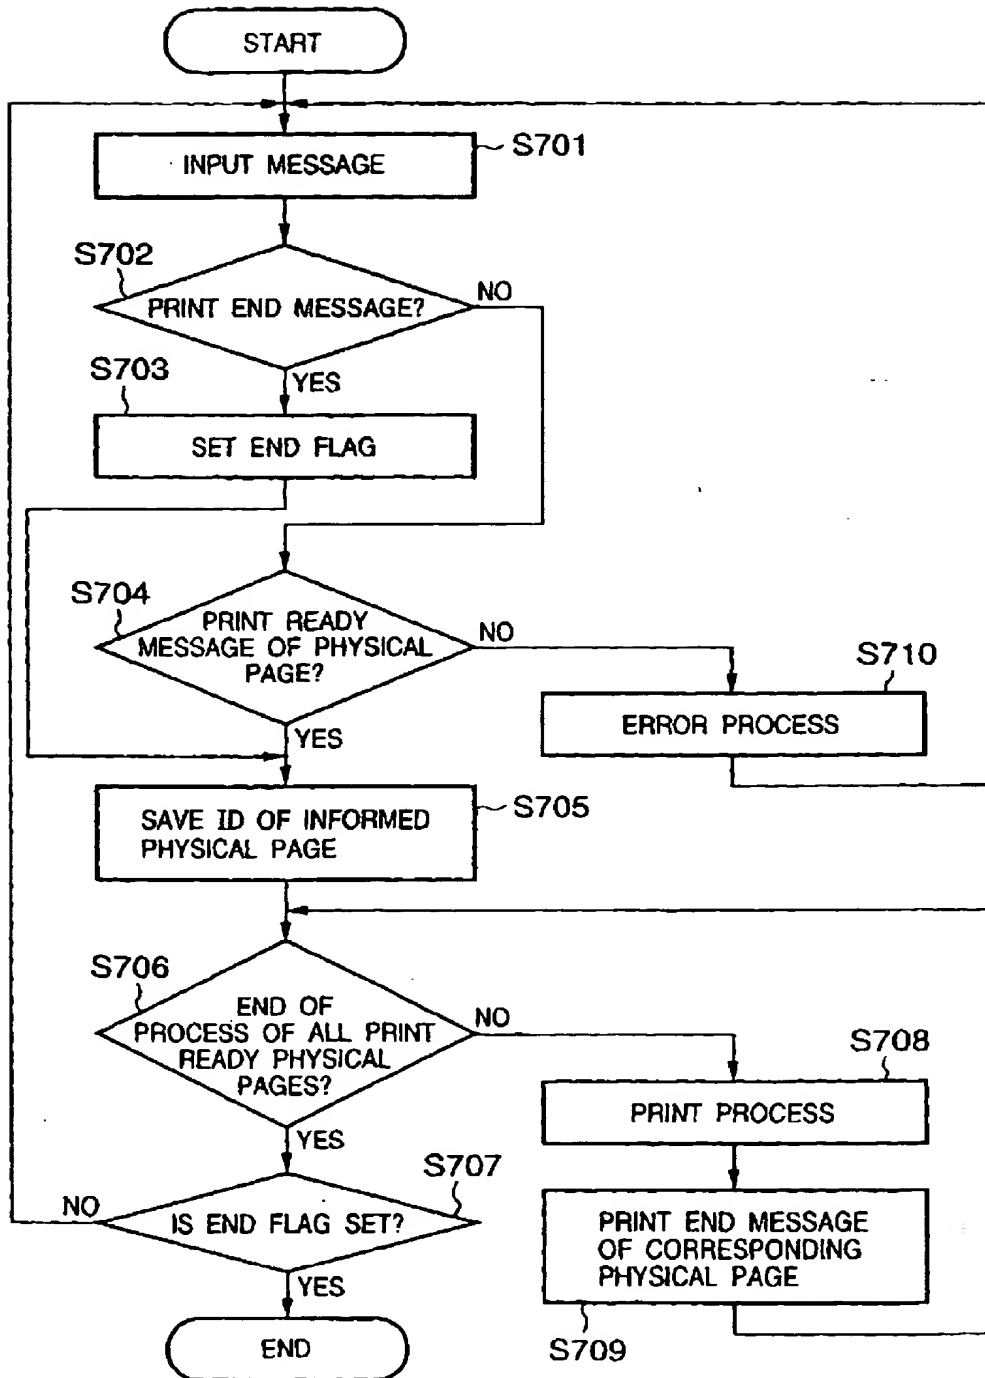 START
INPUT MESSAGE
S701
S702
PRINT END MESSAGE?
NO
S703
YES
SET END FLAG
S704
PRINT READY
MESSAGE OF PHYSICAL
PAGE?
NO
S710
YES
ERROR PROCESS
SAVE ID OF INFORMED
PHYSICAL PAGE
S705
S706
END OF
PROCESS OF ALL PRINT
READY PHYSICAL
PAGES?
NO
S708
PRINT PROCESS
YES
S707
NO
IS END FLAG SET?
PRINT END MESSAGE
OF CORRESPONDING
PHYSICAL PAGE
YES
S709
END